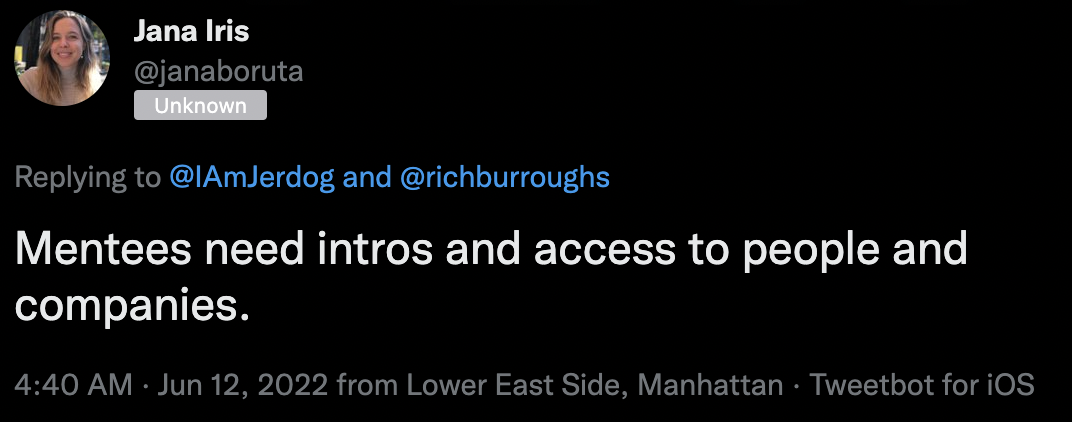 Jana Iris
@janaboruta
Unknown
Replying to @IAmJerdog and @richburroughs
Mentees need intros and access to people and
companies.
4:40 AM · Jun 12, 2022 from Lower East Side, Manhattan · Tweetbot for iOS